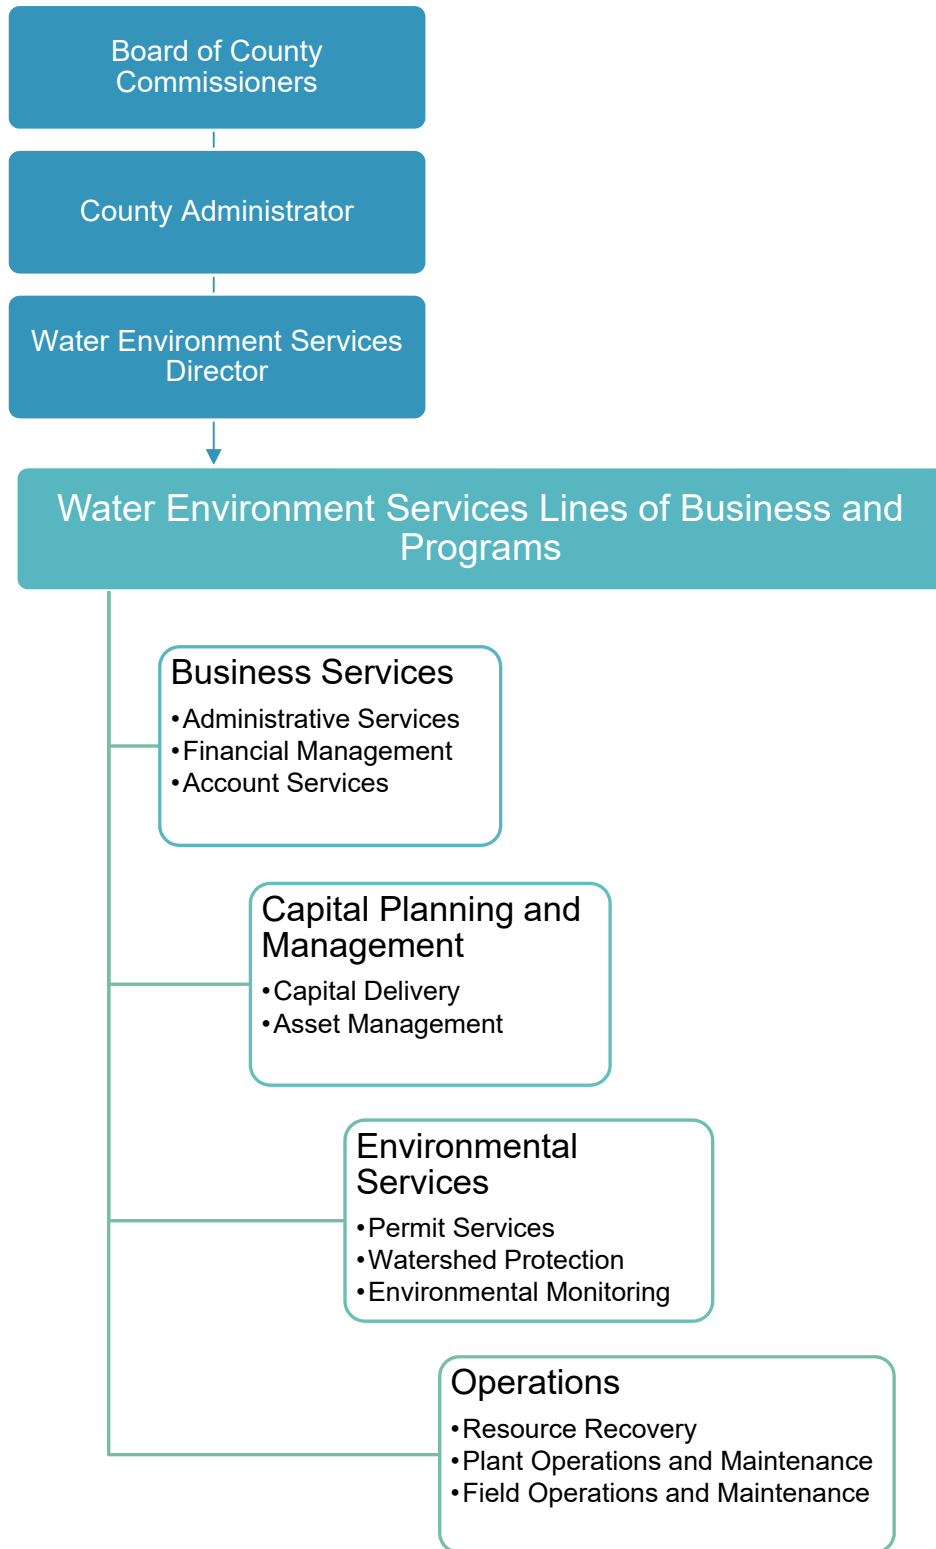 Board of County
Commissioners
County Administrator
Water Environment Services
Director
Water Environment Services Lines of Business and
Programs
Business Services
•Administrative Services
•Financial Management
•Account Services
Capital Planning and
Management
•Capital Delivery
•Asset Management
Environmental
Services
•Permit Services
•Watershed Protection
•Environmental Monitoring
Operations
•Resource Recovery
•Plant Operations and Maintenance
•Field Operations and Maintenance